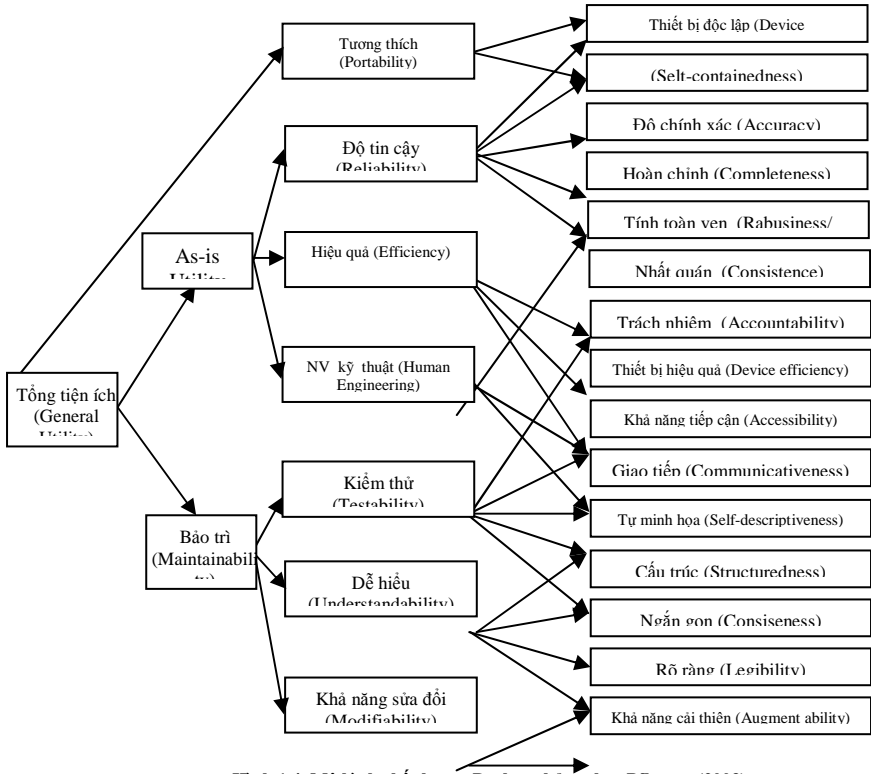 Tương thích
(Portability)
Độ tin cậy
(Reliability)
Hiệu quả (Efficiency)
NV kỹ thuật (Human
Engineering)
Kiểm thử
(Testability)
Dễ hiểu
(Understandability)
Khả năng sửa đổi
(Modifiability)
As-is
Utility
Tổng tiện ích
(General
Utility)
Bảo trì
(Maintainabili
ty)
Thiết bị độc lập (Device
(Selt-containedness)
Độ chính xác (Accuracy)
Hoàn chỉnh (Completeness)
Tính toàn vẹn (Rabusiness/
Nhất quán (Consistence)
Trách nhiệm (Accountability)
Thiết bị hiệu quả (Device efficiency)
Khả năng tiếp cận (Accessibility)
Giao tiếp (Communicativeness)
Tự minh họa (Self-descriptiveness)
Cấu trúc (Structuredness)
Ngắn gọn (Consiseness)
Rõ ràng (Legibility)
Khả năng cải thiện (Augment ability)